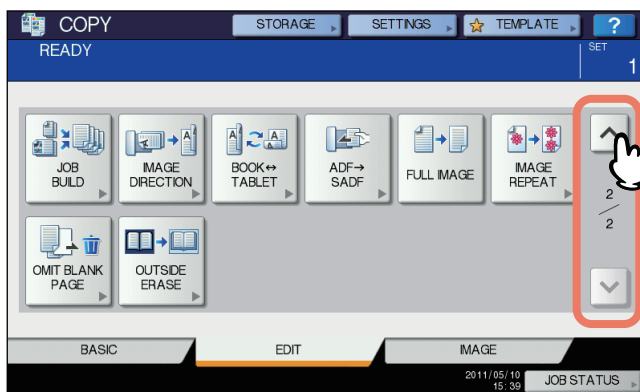 COPY
STORAGE
SETTINGS
TEMPLATE
?
READY
SET
1
JOB
BUILD
IMAGE
DIRECTION
BOOK↔
TABLET
ADF→
SADF
FULL IMAGE
IMAGE
REPEAT
2
2
OMIT BLANK
PAGE
OUTSIDE
ERASE
BASIC
EDIT
IMAGE
2011/05/10
15:39
JOB STATUS